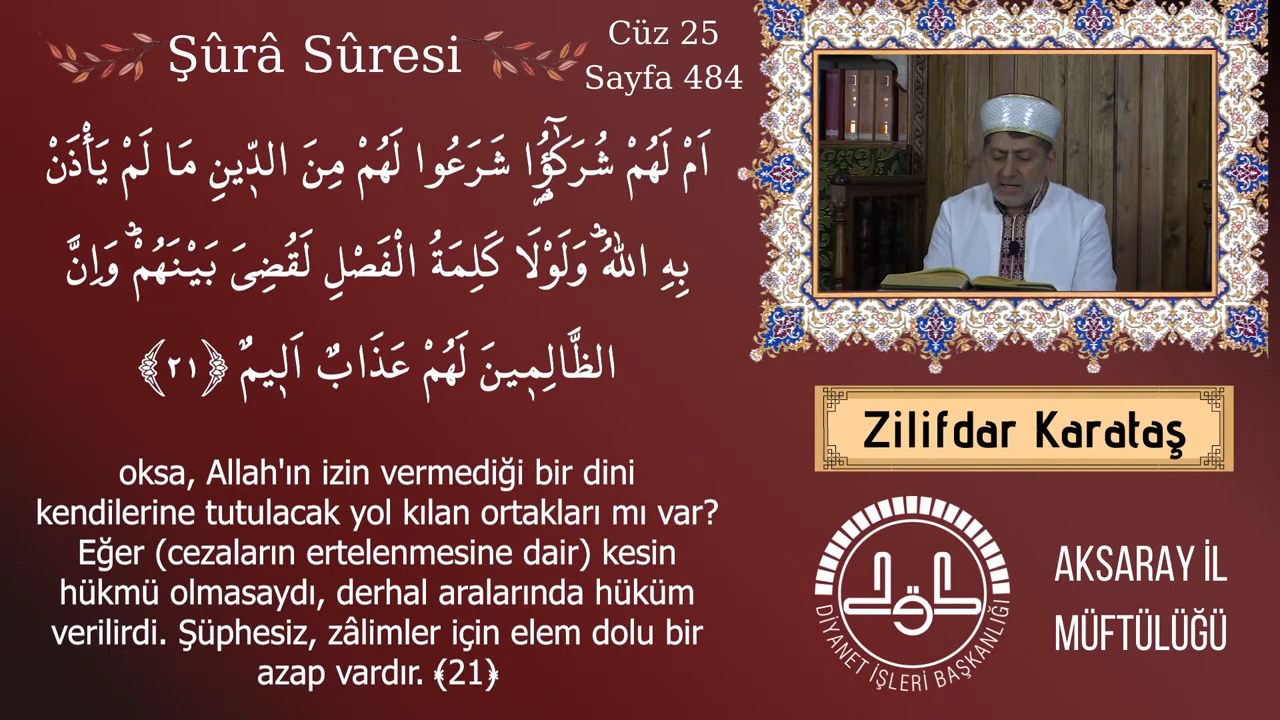 Şûrâ Sûresi
Cüz 25
Sayfa 484
اَمْ لَهُمْ شُرَكٰٓؤُ۬ا شَرَعُوا لَهُمْ مِنَ الدّ۪ينِ مَا لَمْ يَأْذَنْ
بِهِ اللّٰهُۜ وَلَوْلَا كَلِمَةُ الْفَصْلِ لَقُضِيَ بَيْنَهُمْۜ وَاِنَّ
الظَّالِم۪ينَ لَهُمْ عَذَابٌ اَل۪يمٌ ﴿٢١﴾
oksa, Allah'ın izin vermediği bir dini
kendilerine tutulacak yol kılan ortakları mı var?
Eğer (cezaların ertelenmesine dair) kesin
hükmü olmasaydı, derhal aralarında hüküm
verilirdi. Şüphesiz, zâlimler için elem dolu bir
azap vardır. ﴾21﴿
Zilifdar Karataş
DİYANET İŞLERİ BAŞKANLIĞI
AKSARAY İL
MÜFTÜLÜĞÜ